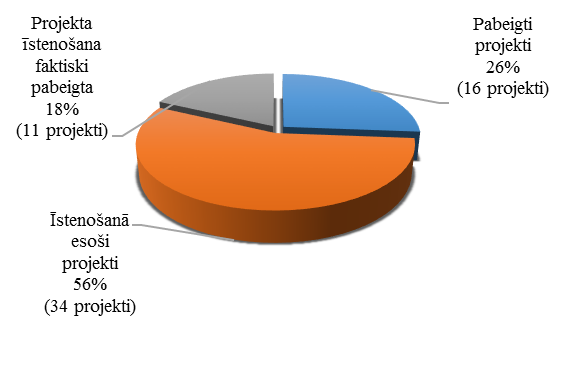 Projekta
īstenošana
faktiski
pabeigta
18%
(11 projekti)
Pabeigti
projekti
26%
(16 projekti)
Īstenošanā
esoši
projekti
56%
(34 projekti)